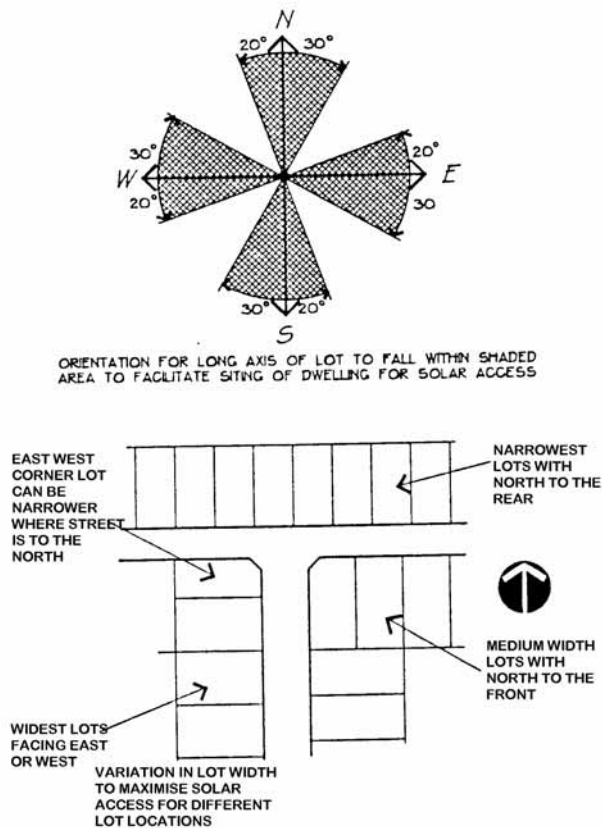 N
20° 30°
30° 20°
W E
20° 30
30° 20°
S
ORIENTATION FOR LONG AXIS OF LOT TO FALL WITHIN SHADED
AREA TO FACILITATE SITING OF DWELLING FOR SOLAR ACCESS
EAST WEST
CORNER LOT
CAN BE
NARROWER
WHERE STREET
IS TO THE
NORTH
NARROWEST
LOTS WITH
NORTH TO THE
REAR
MEDIUM WIDTH
LOTS WITH
NORTH TO THE
FRONT
WIDEST LOTS
FACING EAST
OR WEST
VARIATION IN LOT WIDTH
TO MAXIMISE SOLAR
ACCESS FOR DIFFERENT
LOT LOCATIONS